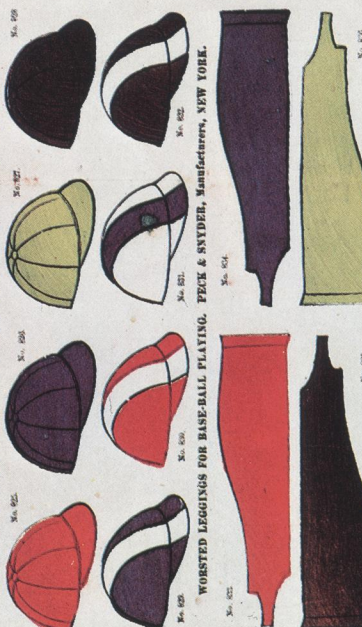 No. 825.
No. 826.
No. 827.
No. 828
No. 829.
No. 830.
No. 831.
No. 832.
WORSTED LEGGINGS FOR BASE-BALL PLAYING. PECK & SNYDER, Manufacturers, NEW YORK.
No. 833.
No. 834.